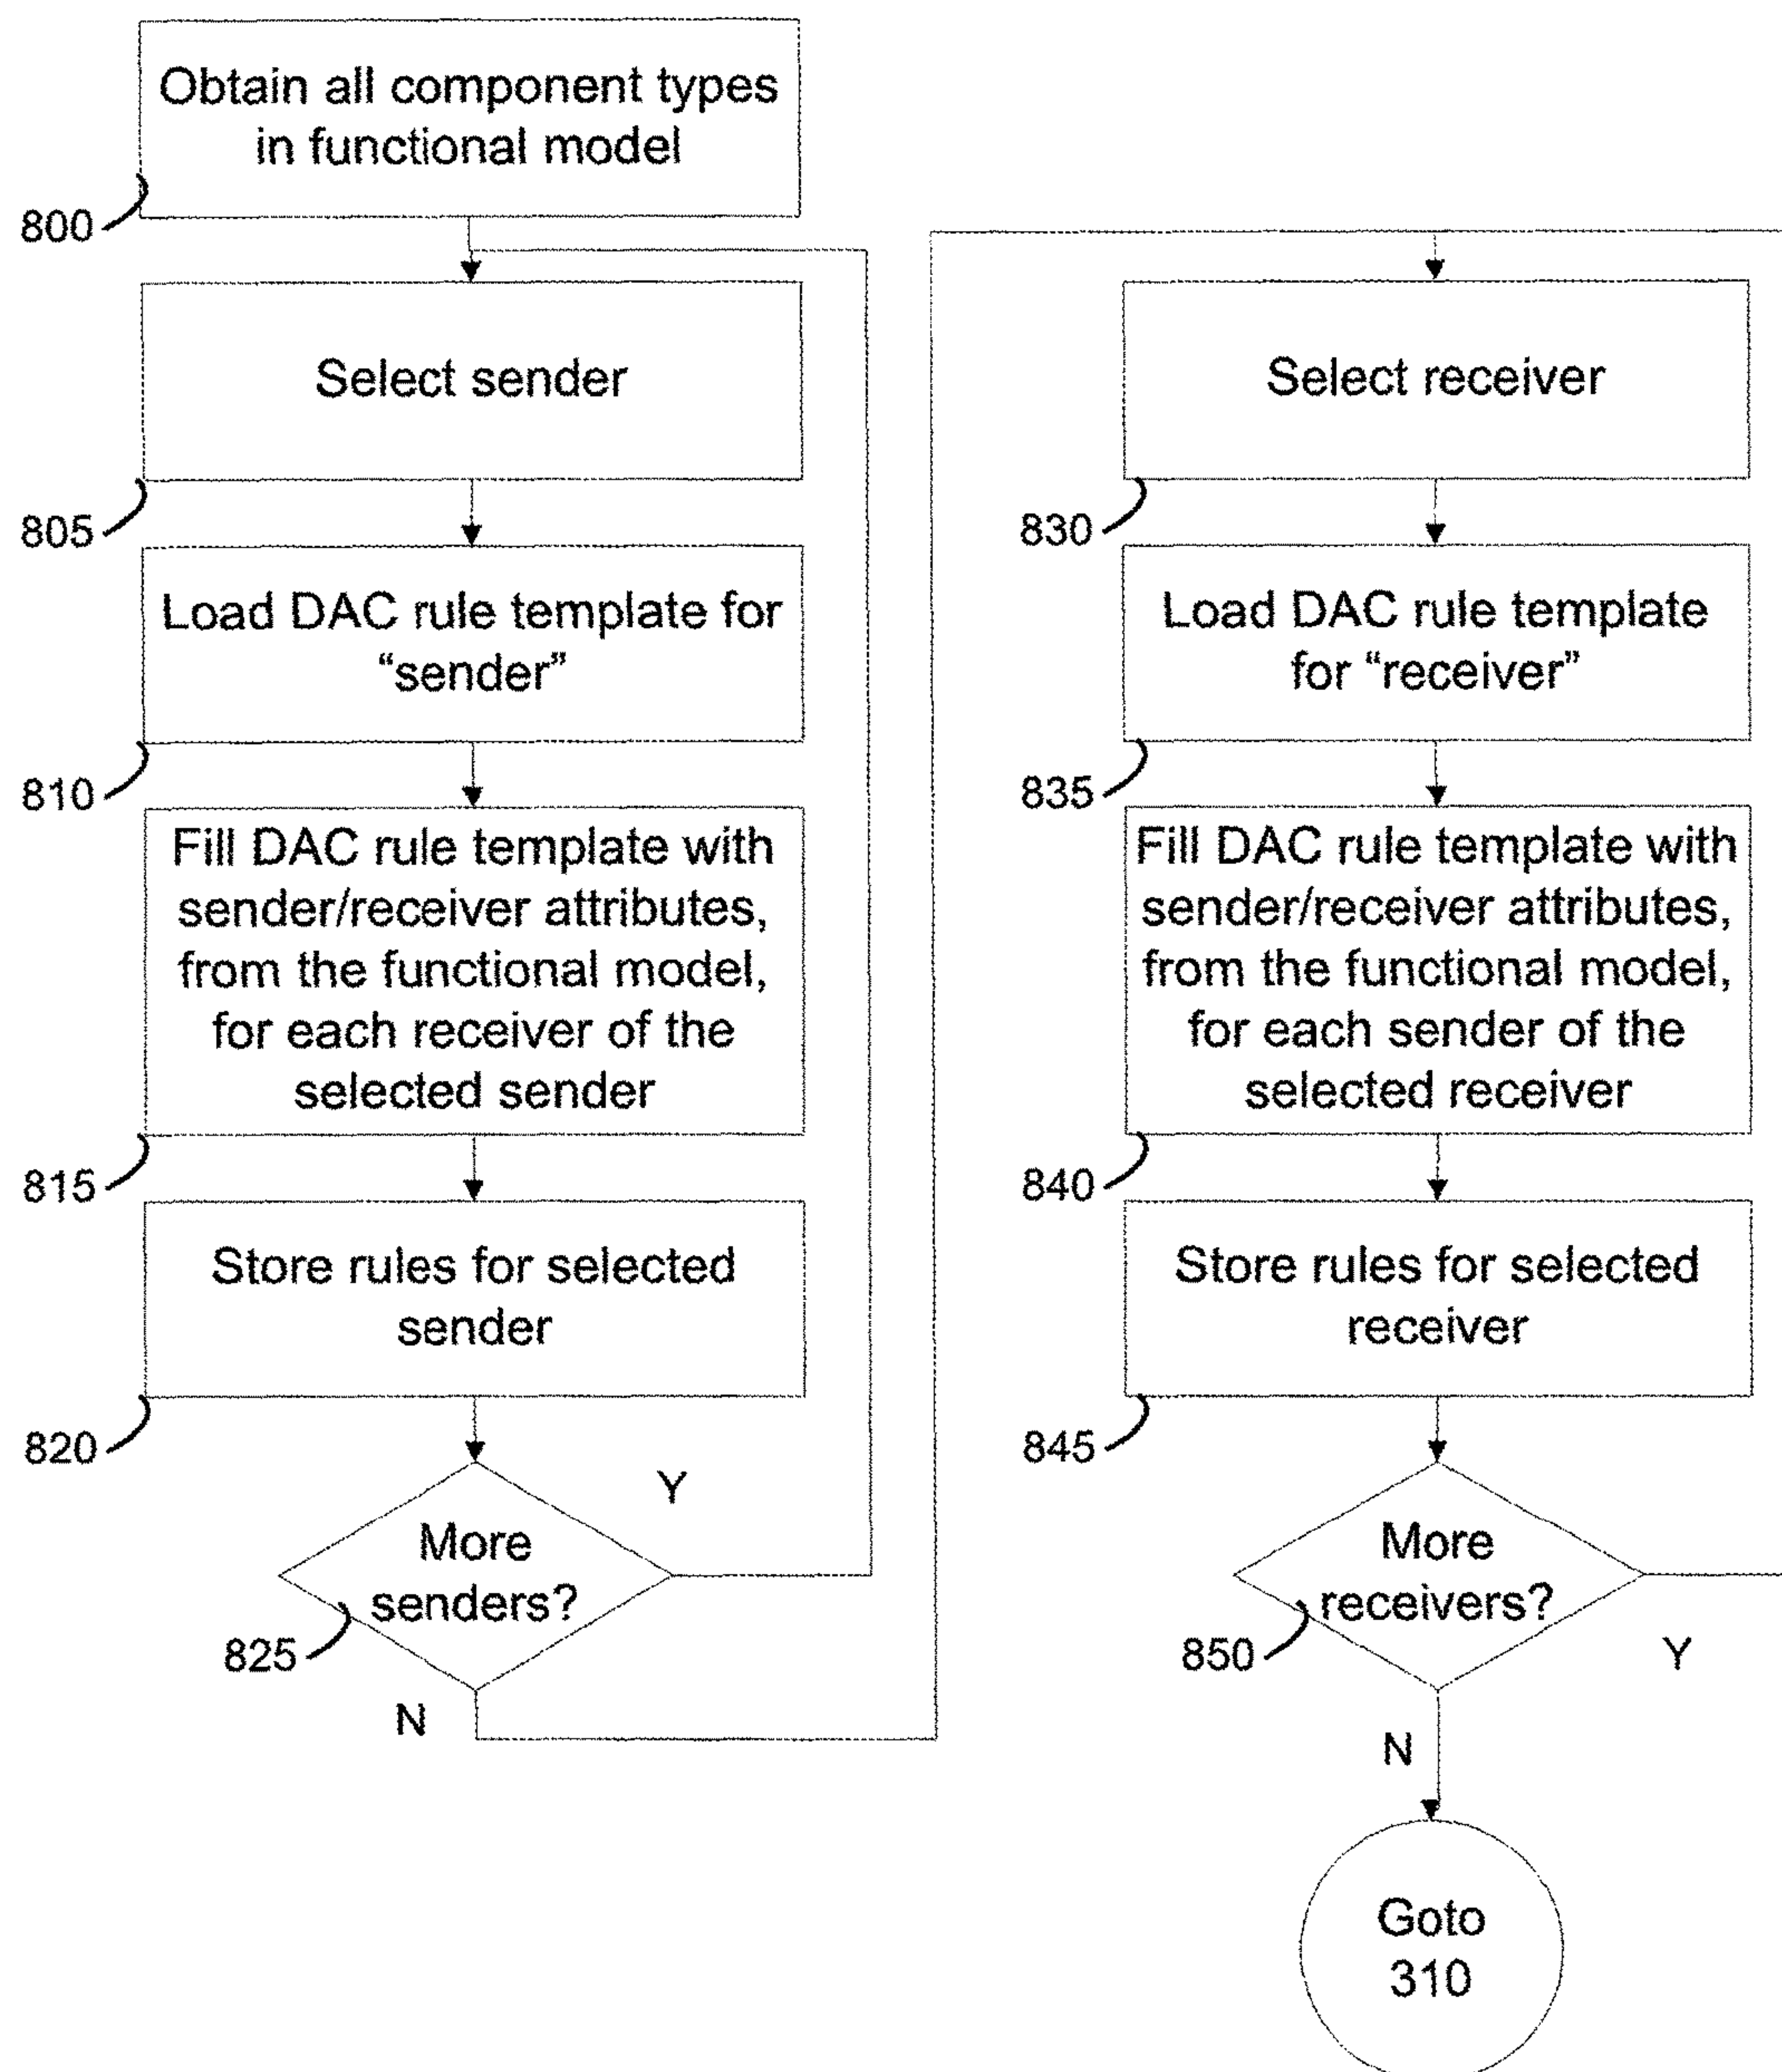 Obtain all component types
in functional model
800
Select sender
805
Load DAC rule template for
“sender”
810
Fill DAC rule template with
sender/receiver attributes,
from the functional model,
for each receiver of the
selected sender
815
Store rules for selected
sender
820
Y
More
senders?
825
N
Select receiver
830
Load DAC rule template
for “receiver”
835
Fill DAC rule template with
sender/receiver attributes,
from the functional model,
for each sender of the
selected receiver
840
Store rules for selected
receiver
845
More
receivers?
850
Y
N
Goto
310